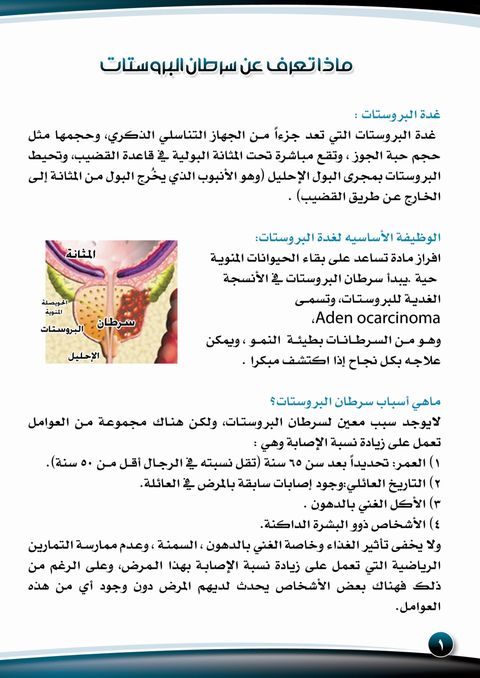 ماذا تعرف عن سرطان البروستات
غدة البروستات :
غدة البروستات التي تعد جزءاً من الجهاز التناسلي الذكري، وحجمها مثل
حجم حبة الجوز ، وتقع مباشرة تحت المثانة البولية في قاعدة القضيب، وتحيط
البروستات بمجرى البول الإحليل (وهو الأنبوب الذي يخُرج البول من المثانة إلى
الخارج عن طريق القضيب) .
الوظيفة الأساسيه لغدة البروستات:
افراز مادة تساعد على بقاء الحيوانات المنوية
حية .يبدأ سرطان البروستات في الأنسجة
الغدية للبروستات، وتسمى
Aden ocarcinoma،
وهو من السرطانات بطيئة النمو ، ويمكن
علاجه بكل نجاح إذا اكتشف مبكرا .
المثانة
الحويصلة
المنوية
سرطان
البروستات
الإحليل
ماهي أسباب سرطان البروستات؟
لايوجد سبب معين لسرطان البروستات، ولكن هناك مجموعة من العوامل
تعمل على زيادة نسبة الإصابة وهي :
١) العمر: تحديداً بعد سن ٦٥ سنة (تقل نسبته في الرجال أقل من ٥٠ سنة).
٢) التاريخ العائلي:وجود إصابات سابقة بالمرض في العائلة.
٣) الأكل الغني بالدهون .
٤) الأشخاص ذوو البشرة الداكنة.
ولا يخفى تأثير الغذاء وخاصة الغني بالدهون ، السمنة ، وعدم ممارسة التمارين
الرياضية التي تعمل على زيادة نسبة الإصابة بهذا المرض، وعلى الرغم من
ذلك فهناك بعض الأشخاص يحدث لديهم المرض دون وجود أي من هذه
العوامل.
١